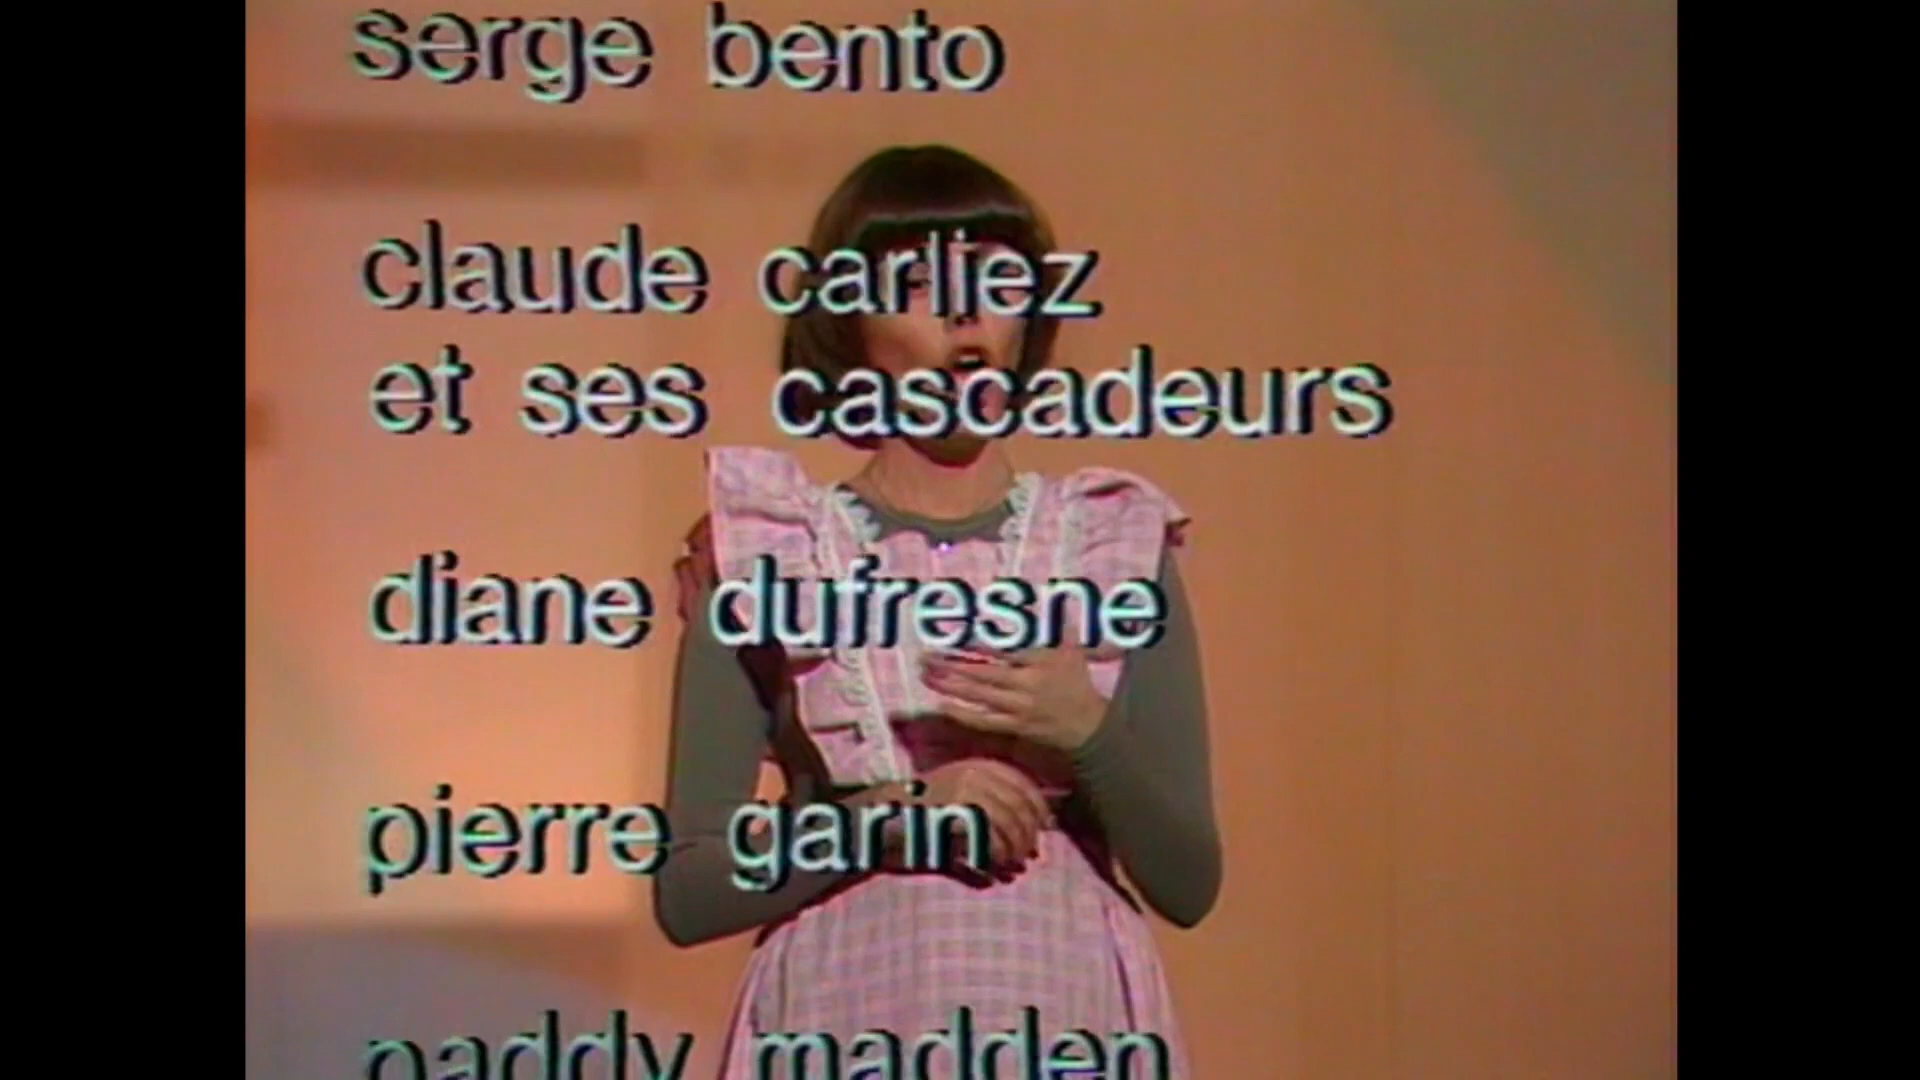 serge bento
claude carliez
et ses cascadeurs
diane dufresne
pierre garin
paddy madden